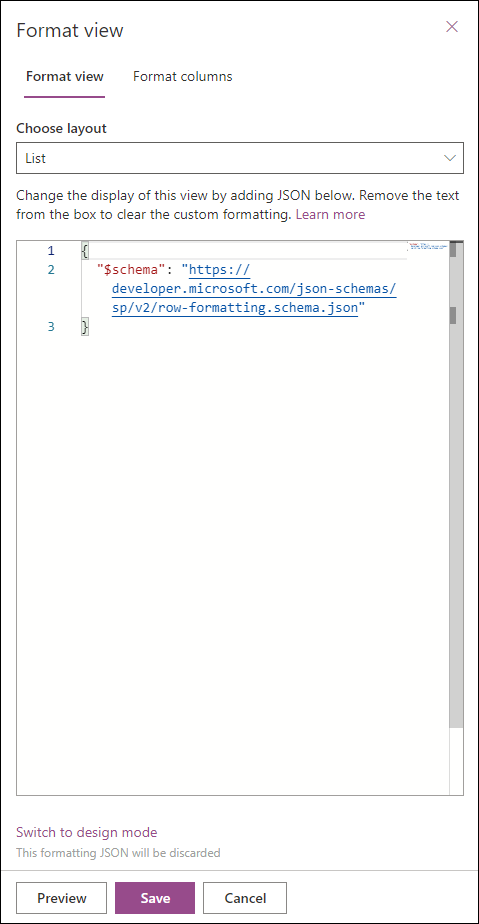 Format view
Format view Format columns
Choose layout
List
Change the display of this view by adding JSON below. Remove the text
from the box to clear the custom formatting. Learn more
1 {
2 "$schema": "https://
developer.microsoft.com/json-schemas/
sp/v2/row-formatting.schema.json"
3 }
Switch to design mode
This formatting JSON will be discarded
Preview Save Cancel